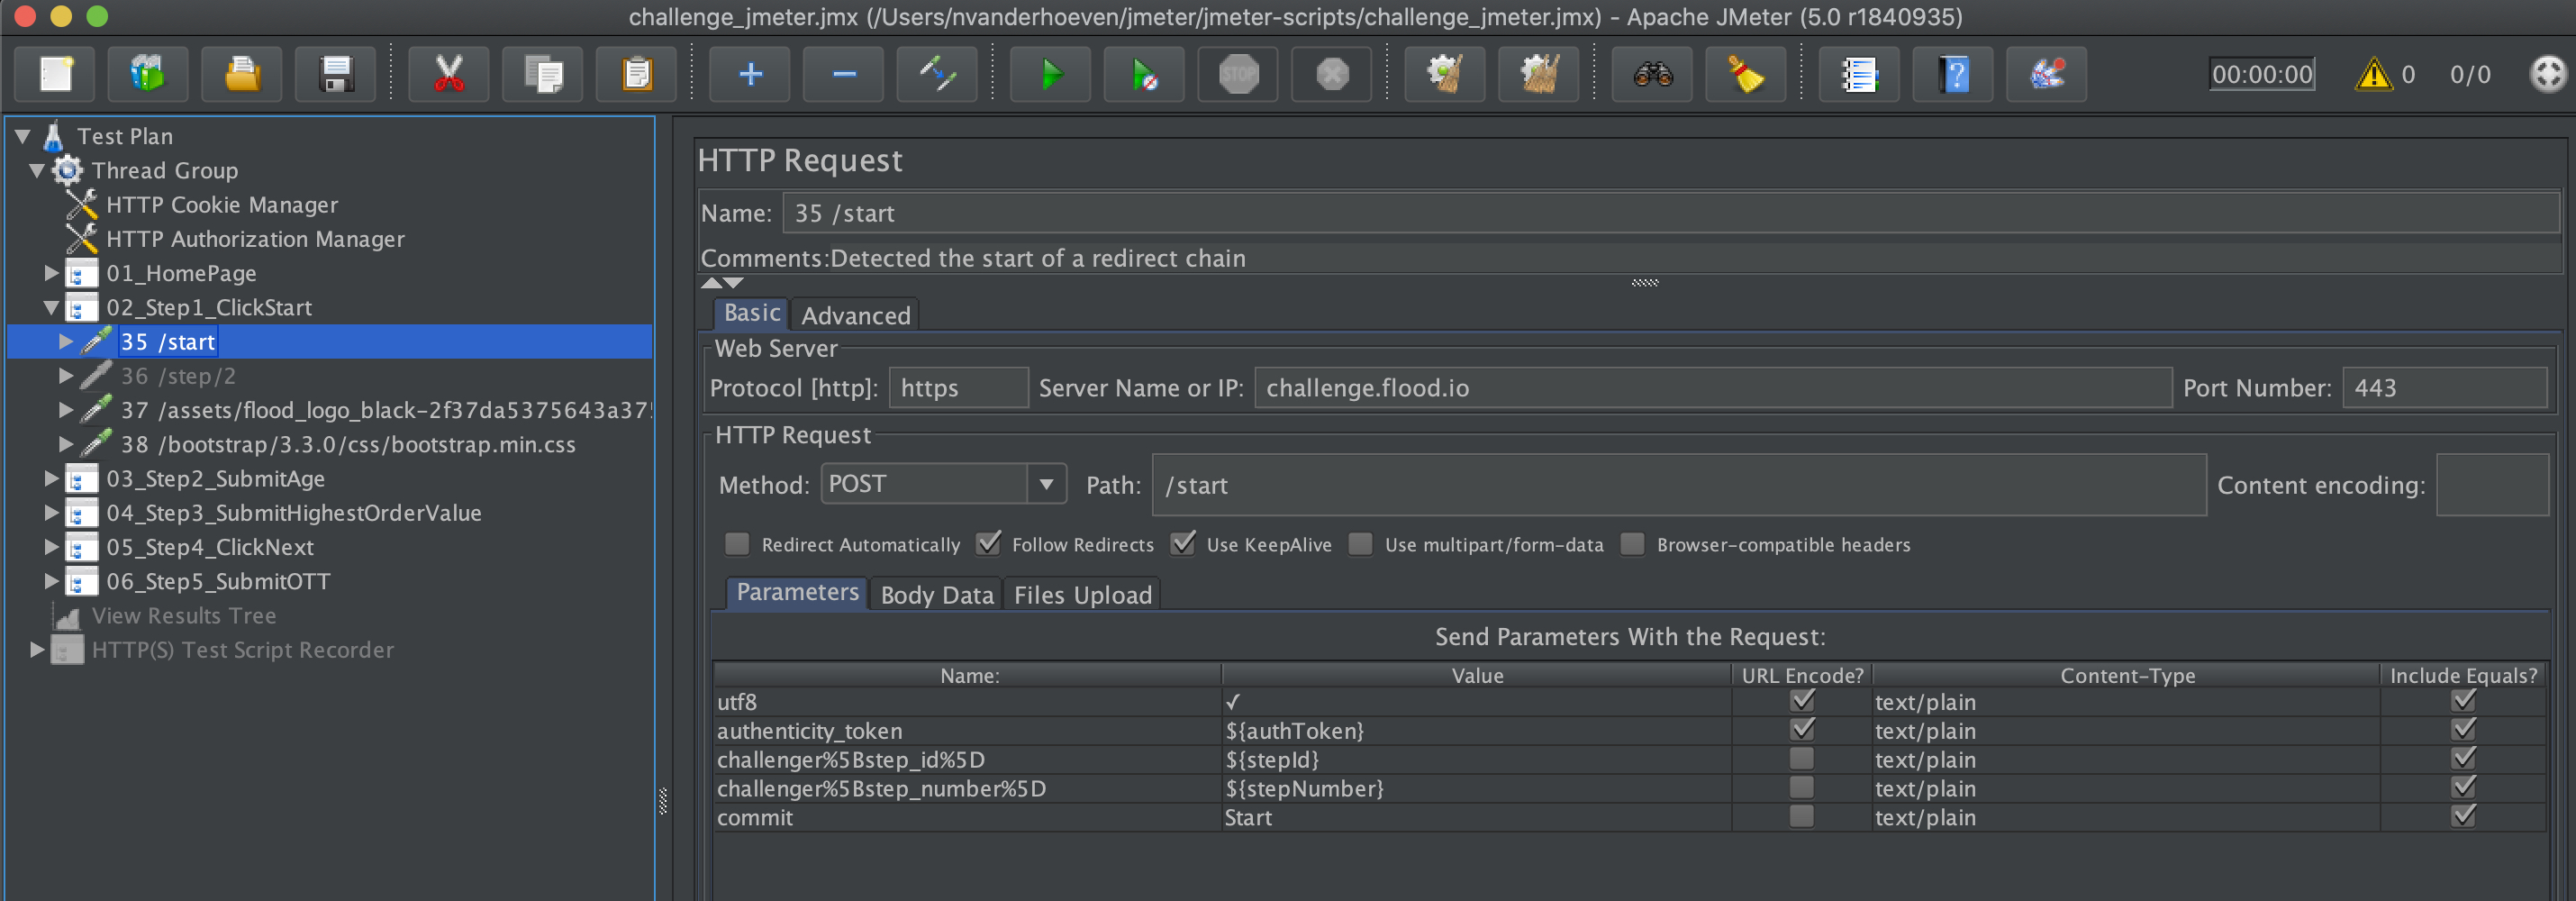 challenge_jmeter.jmx (/Users/nvanderhoeven/jmeter/jmeter-scripts/challenge_jmeter.jmx) - Apache JMeter (5.0 r1840935)
STOP
00:00:00 0 0/0
Test Plan
Thread Group
HTTP Cookie Manager
HTTP Authorization Manager
01_HomePage
02_Step1_ClickStart
35 /start
36 /step/2
37 /assets/flood_logo_black-2f37da5375643a375
38 /bootstrap/3.3.0/css/bootstrap.min.css
03_Step2_SubmitAge
04_Step3_SubmitHighestOrderValue
05_Step4_ClickNext
06_Step5_SubmitOTT
View Results Tree
HTTP(S) Test Script Recorder
HTTP Request
Name: 35 /start
Comments: Detected the start of a redirect chain
Basic Advanced
Web Server
Protocol [http]: https Server Name or IP: challenge.flood.io Port Number: 443
HTTP Request
Method: POST Path: /start Content encoding:
Redirect Automatically Follow Redirects Use KeepAlive Use multipart/form-data Browser-compatible headers
Parameters Body Data Files Upload
Send Parameters With the Request:
Name: Value URL Encode? Content-Type Include Equals?
utf8 ✓ text/plain
authenticity_token ${authToken} text/plain
challenger%5Bstep_id%5D ${stepId} text/plain
challenger%5Bstep_number%5D ${stepNumber} text/plain
commit Start text/plain